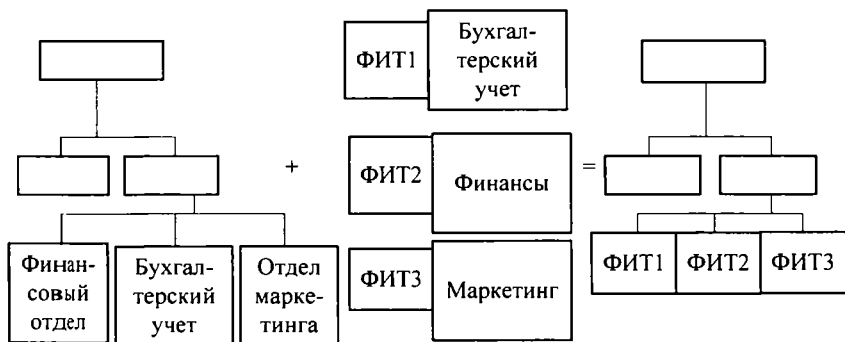 ФИТ1
Бухгал-
терский
учет
+
ФИТ2
Финансы
=
ФИТ3
Маркетинг
Финан-
совый
отдел
Бухгал-
терский
учет
Отдел
марке-
тинга
ФИТ1
ФИТ2
ФИТ3